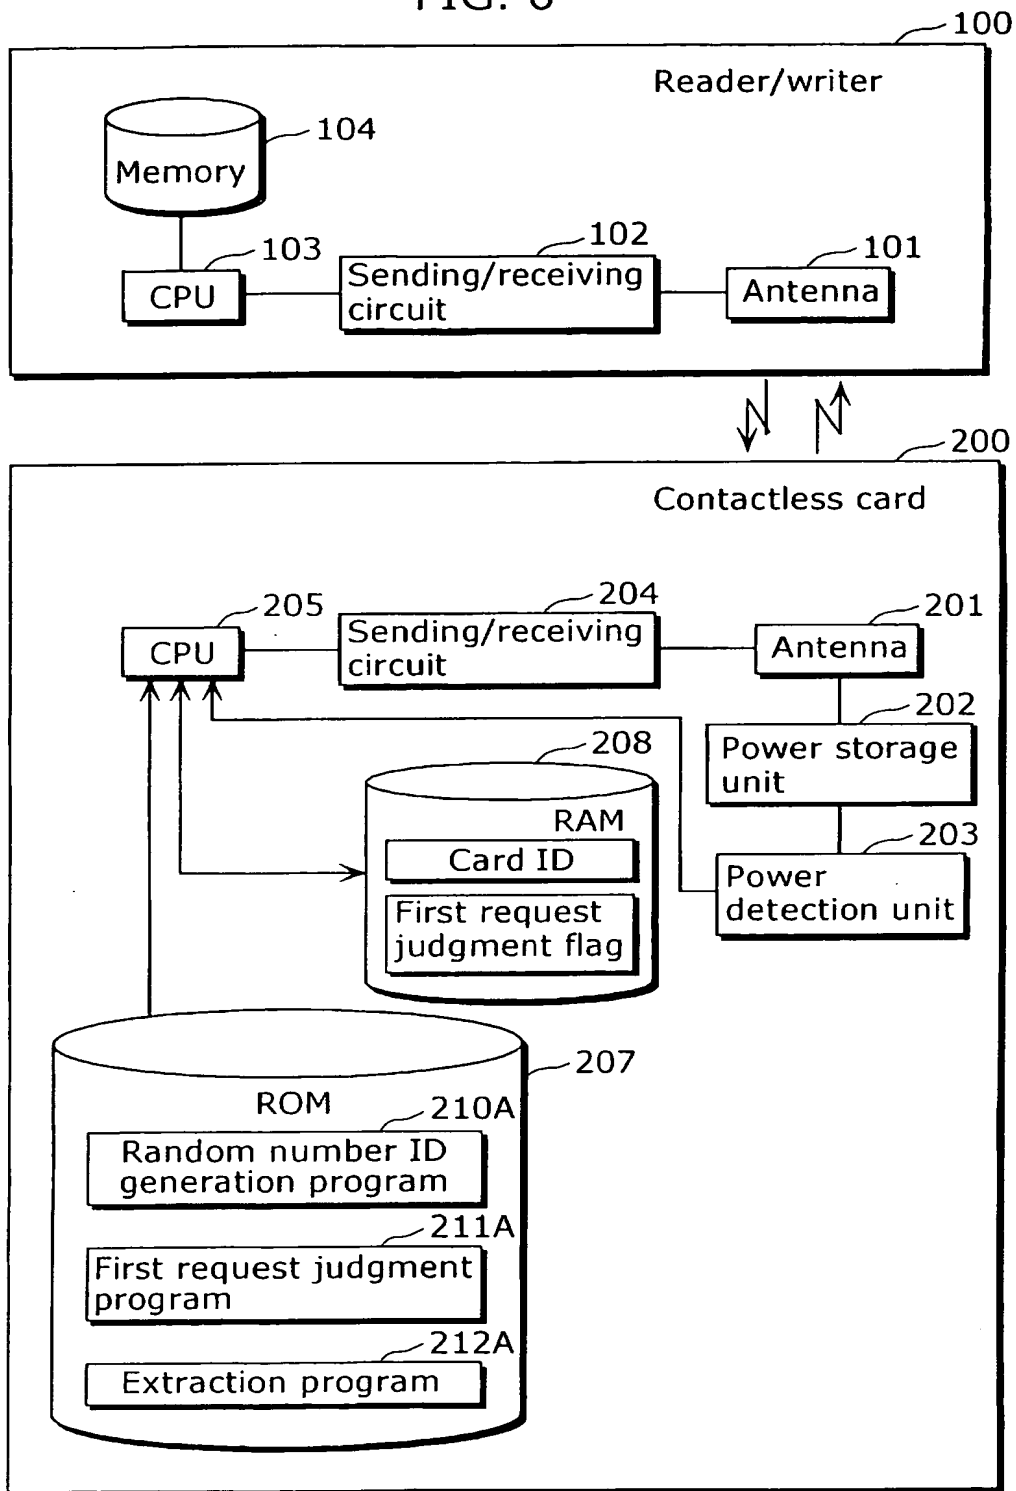 FIG. 6
100
Reader/writer
104
Memory
103
102
101
CPU
Sending/receiving
circuit
Antenna
200
Contactless card
205
204
201
CPU
Sending/receiving
circuit
Antenna
202
Power storage
unit
208
RAM
Card ID
First request
judgment flag
203
Power
detection unit
207
ROM
210A
Random number ID
generation program
211A
First request judgment
program
212A
Extraction program